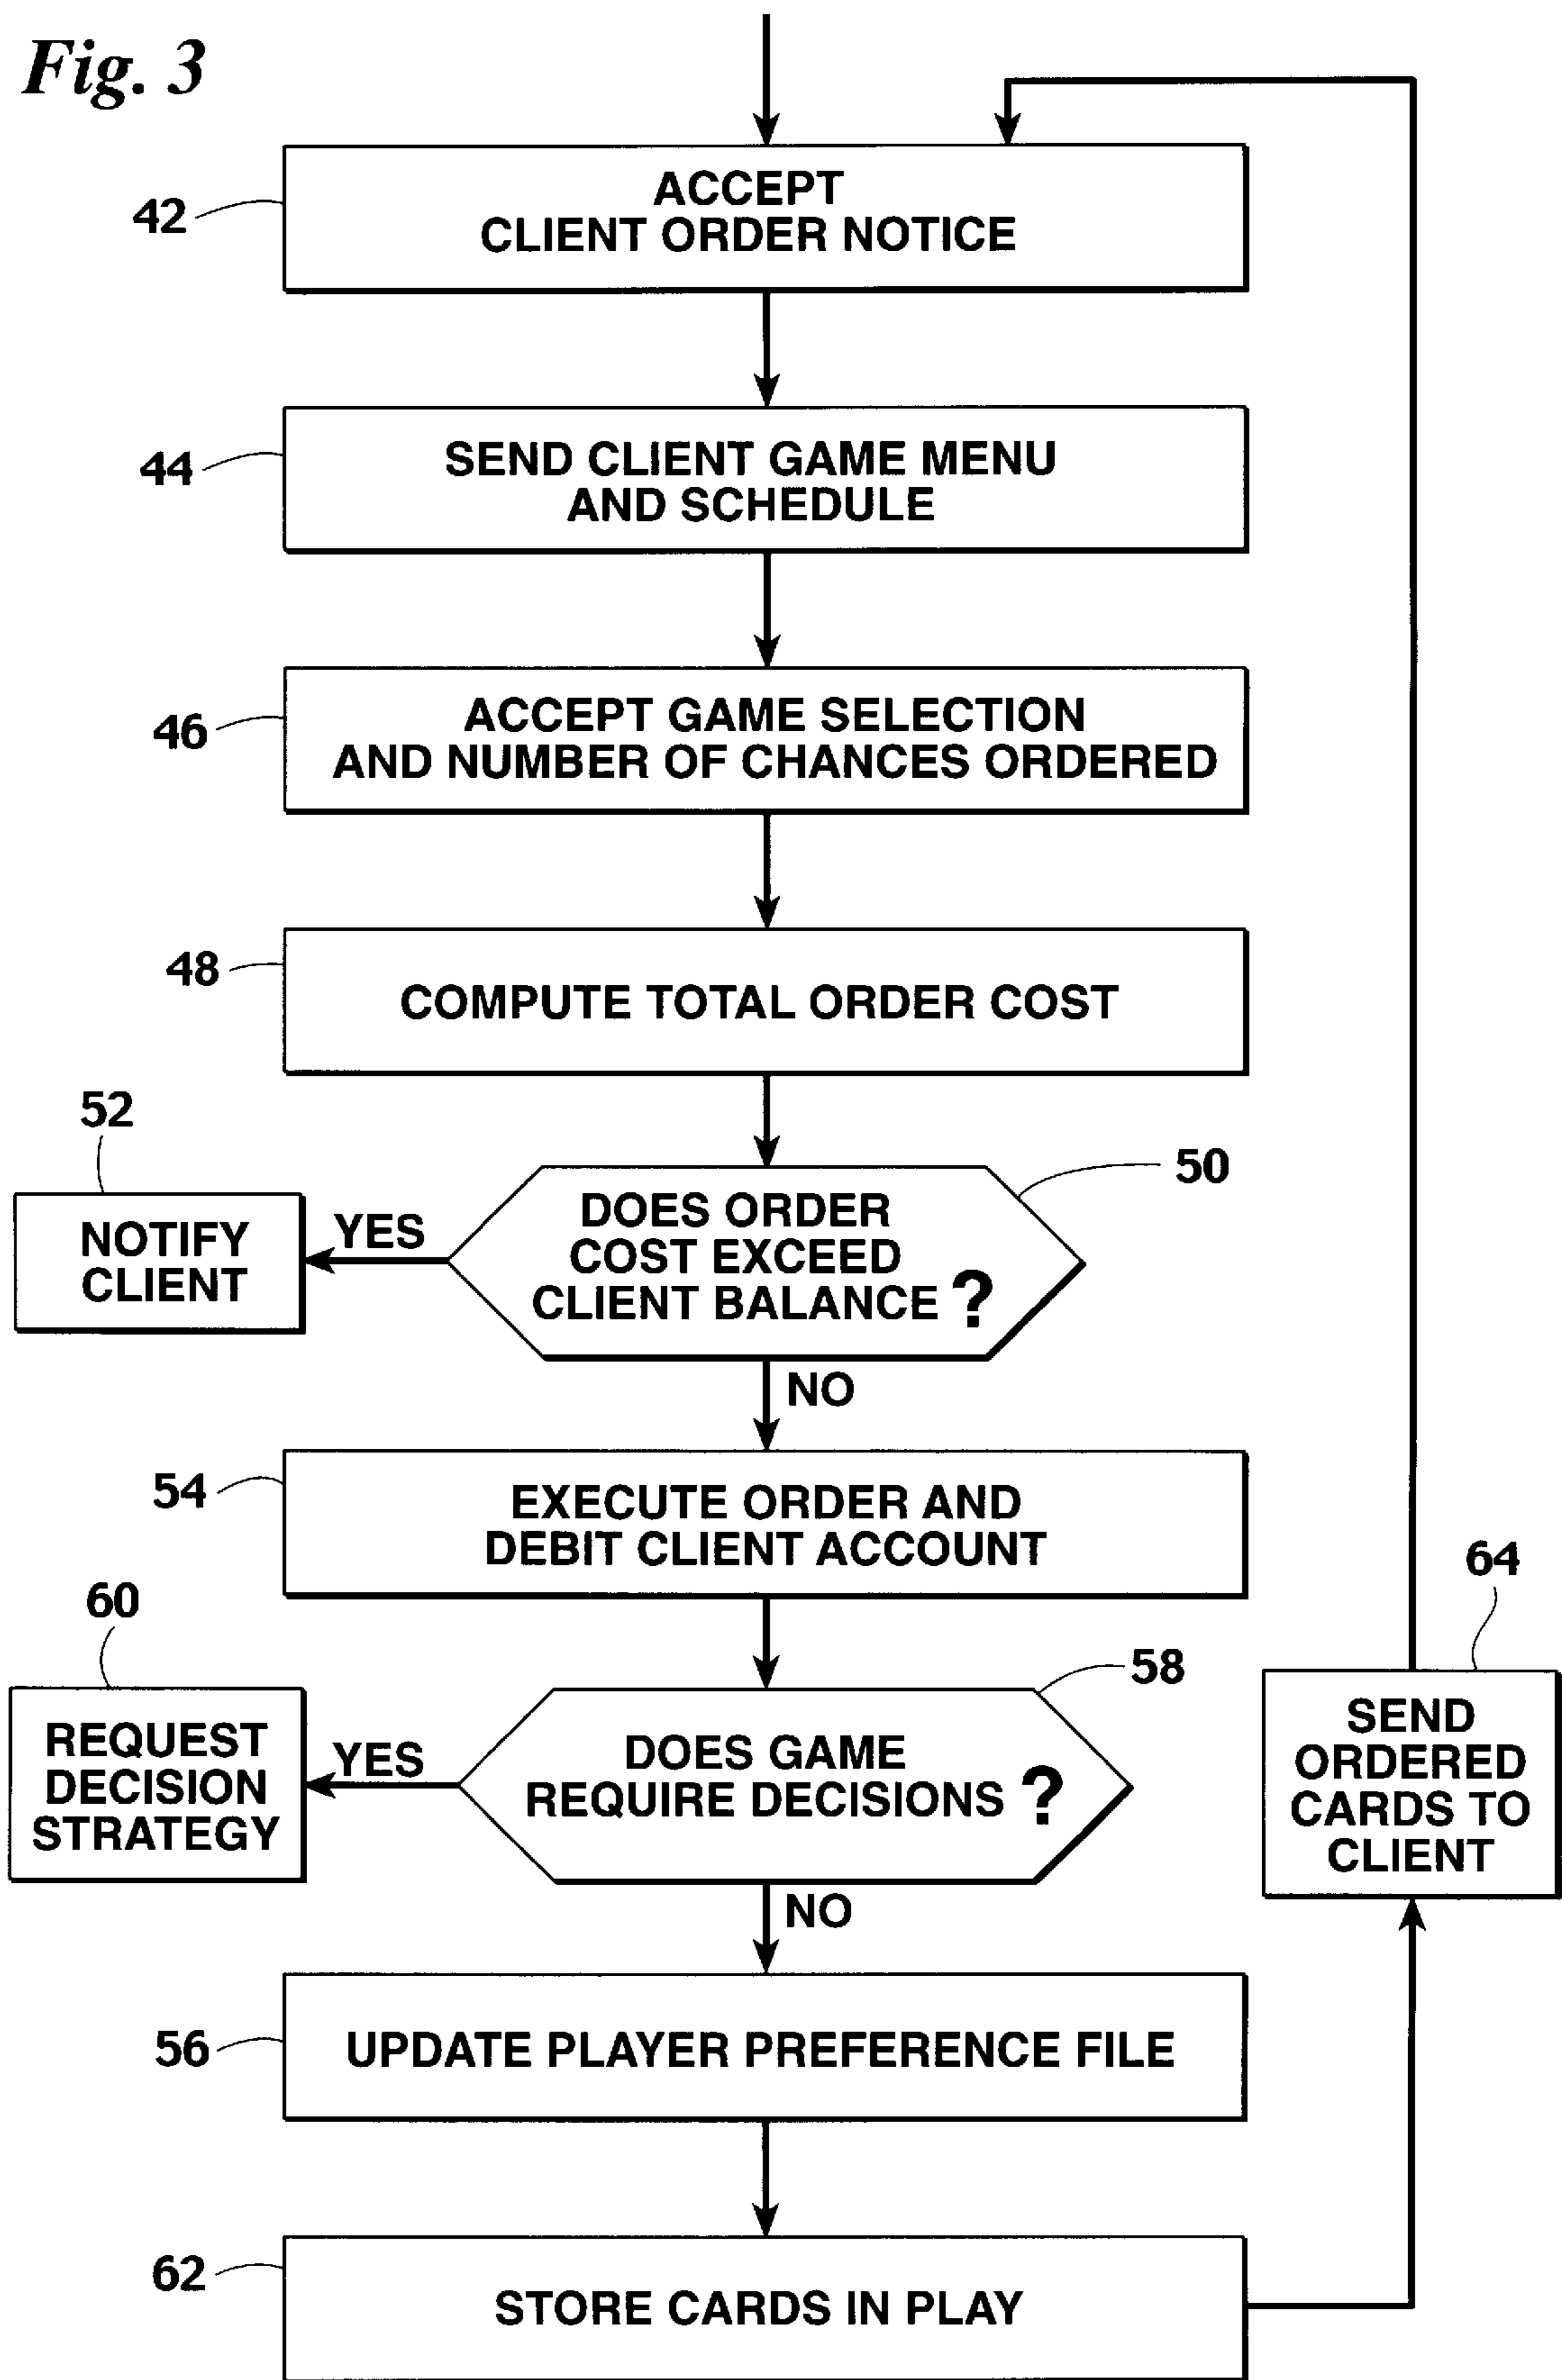 Fig. 3
42
ACCEPT
CLIENT ORDER NOTICE
44
SEND CLIENT GAME MENU
AND SCHEDULE
46
ACCEPT GAME SELECTION
AND NUMBER OF CHANCES ORDERED
48
COMPUTE TOTAL ORDER COST
52
NOTIFY
CLIENT
YES
50
DOES ORDER
COST EXCEED
CLIENT BALANCE ?
NO
54
EXECUTE ORDER AND
DEBIT CLIENT ACCOUNT
60
REQUEST
DECISION
STRATEGY
YES
58
DOES GAME
REQUIRE DECISIONS ?
NO
56
UPDATE PLAYER PREFERENCE FILE
62
STORE CARDS IN PLAY
64
SEND
ORDERED
CARDS TO
CLIENT